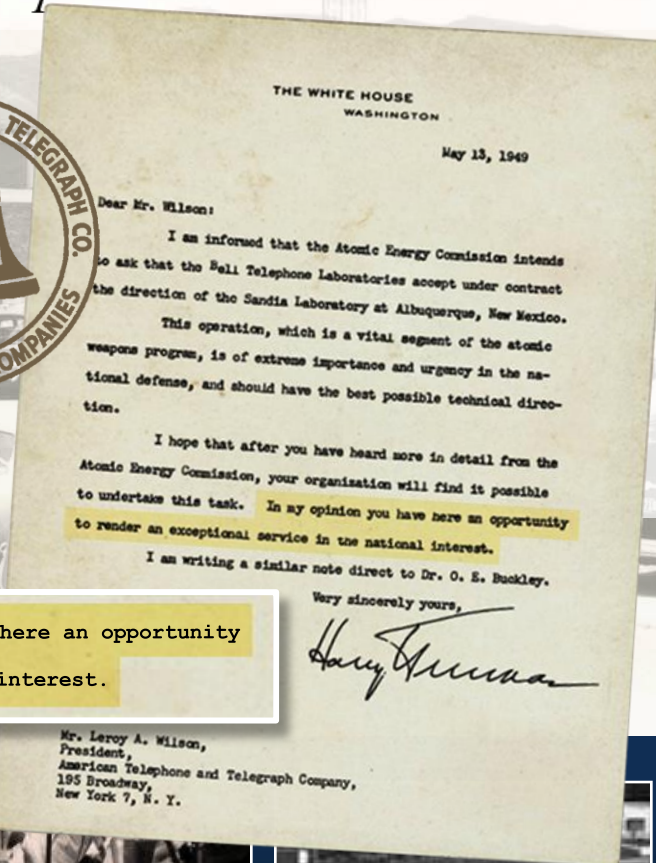 THE WHITE HOUSE
WASHINGTON
May 13, 1949
TELEGRAPH CO.
COMPANIES
Dear Mr. Wilson:
I am informed that the Atomic Energy Commission intends
to ask that the Bell Telephone Laboratories accept under contract
the direction of the Sandia Laboratory at Albuquerque, New Mexico.
This operation, which is a vital segment of the atomic
weapons program, is of extreme importance and urgency in the na-
tional defense, and should have the best possible technical direc-
tion.
I hope that after you have heard more in detail from the
Atomic Energy Commission, your organization will find it possible
to undertake this task. In my opinion you have here an opportunity
to render an exceptional service in the national interest.
I am writing a similar note direct to Dr. O. E. Buckley.
Very sincerely yours,
Harry Truman
here an opportunity
interest.
Mr. Leroy A. Wilson,
President,
American Telephone and Telegraph Company,
195 Broadway,
New York 7, N. Y.